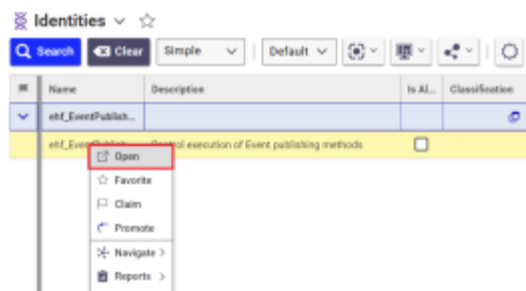 Identities
Search Clear Simple Default
Name Description Is Al... Classification
ehf_EventPublish...
Control execution of Event publishing methods
Open
Favorite
Claim
Promote
Navigate >
Reports >